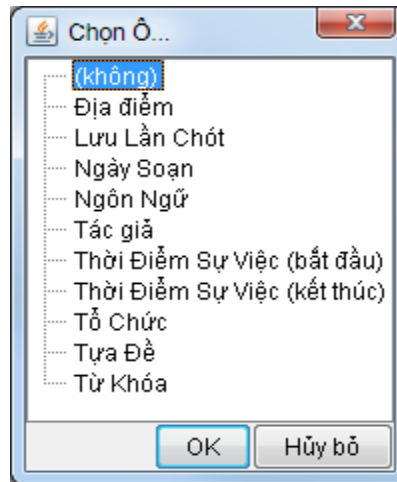 Chọn Ô...
(không)
Địa điểm
Lưu Lần Chót
Ngày Soạn
Ngôn Ngữ
Tác giả
Thời Điểm Sự Việc (bắt đầu)
Thời Điểm Sự Việc (kết thúc)
Tổ Chức
Tựa Đề
Từ Khóa
OK
Hủy bỏ